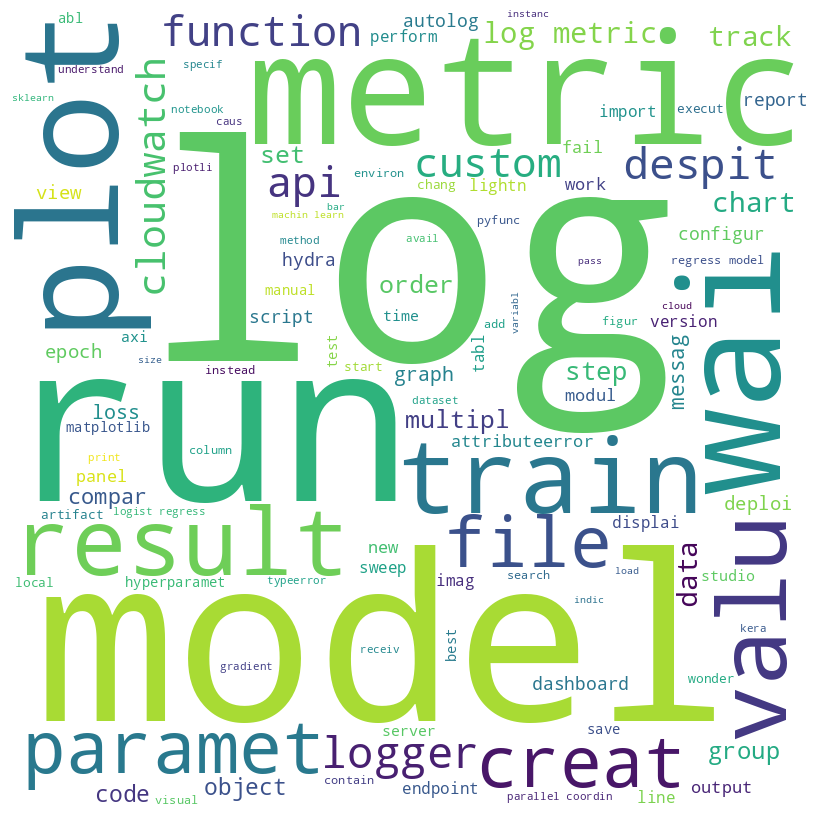 abl
instanc
function
autolog
perform
log metric
track
plot
understand
specif
metric
sklearn
cloudwatch
notebook
import
execut
report
caus
set
plotli
fail
custom
despit
view
api
environ
chang
lightn
work
chart
log
bar
machin learn
pyfunc
configur
method
avail
hydra
regress model
pass
manual
order
wai
script
time
add
variabl
cloud
figur
version
axi
test
tabl
epoch
size
start
step
messag
instead
graph
dataset
modul
run
loss
multipl
matplotlib
attributeerror
column
train
print
panel
compar
deploi
artifact
logist regress
result
new
file
displai
valu
sweep
data
local
hyperparamet
typeerror
imag
search
load
studio
model
indic
best
kera
receiv
gradient
wonder
dashboard
server
save
paramet
logger
creat
group
contain
endpoint
output
code
object
visual
parallel coordin
line